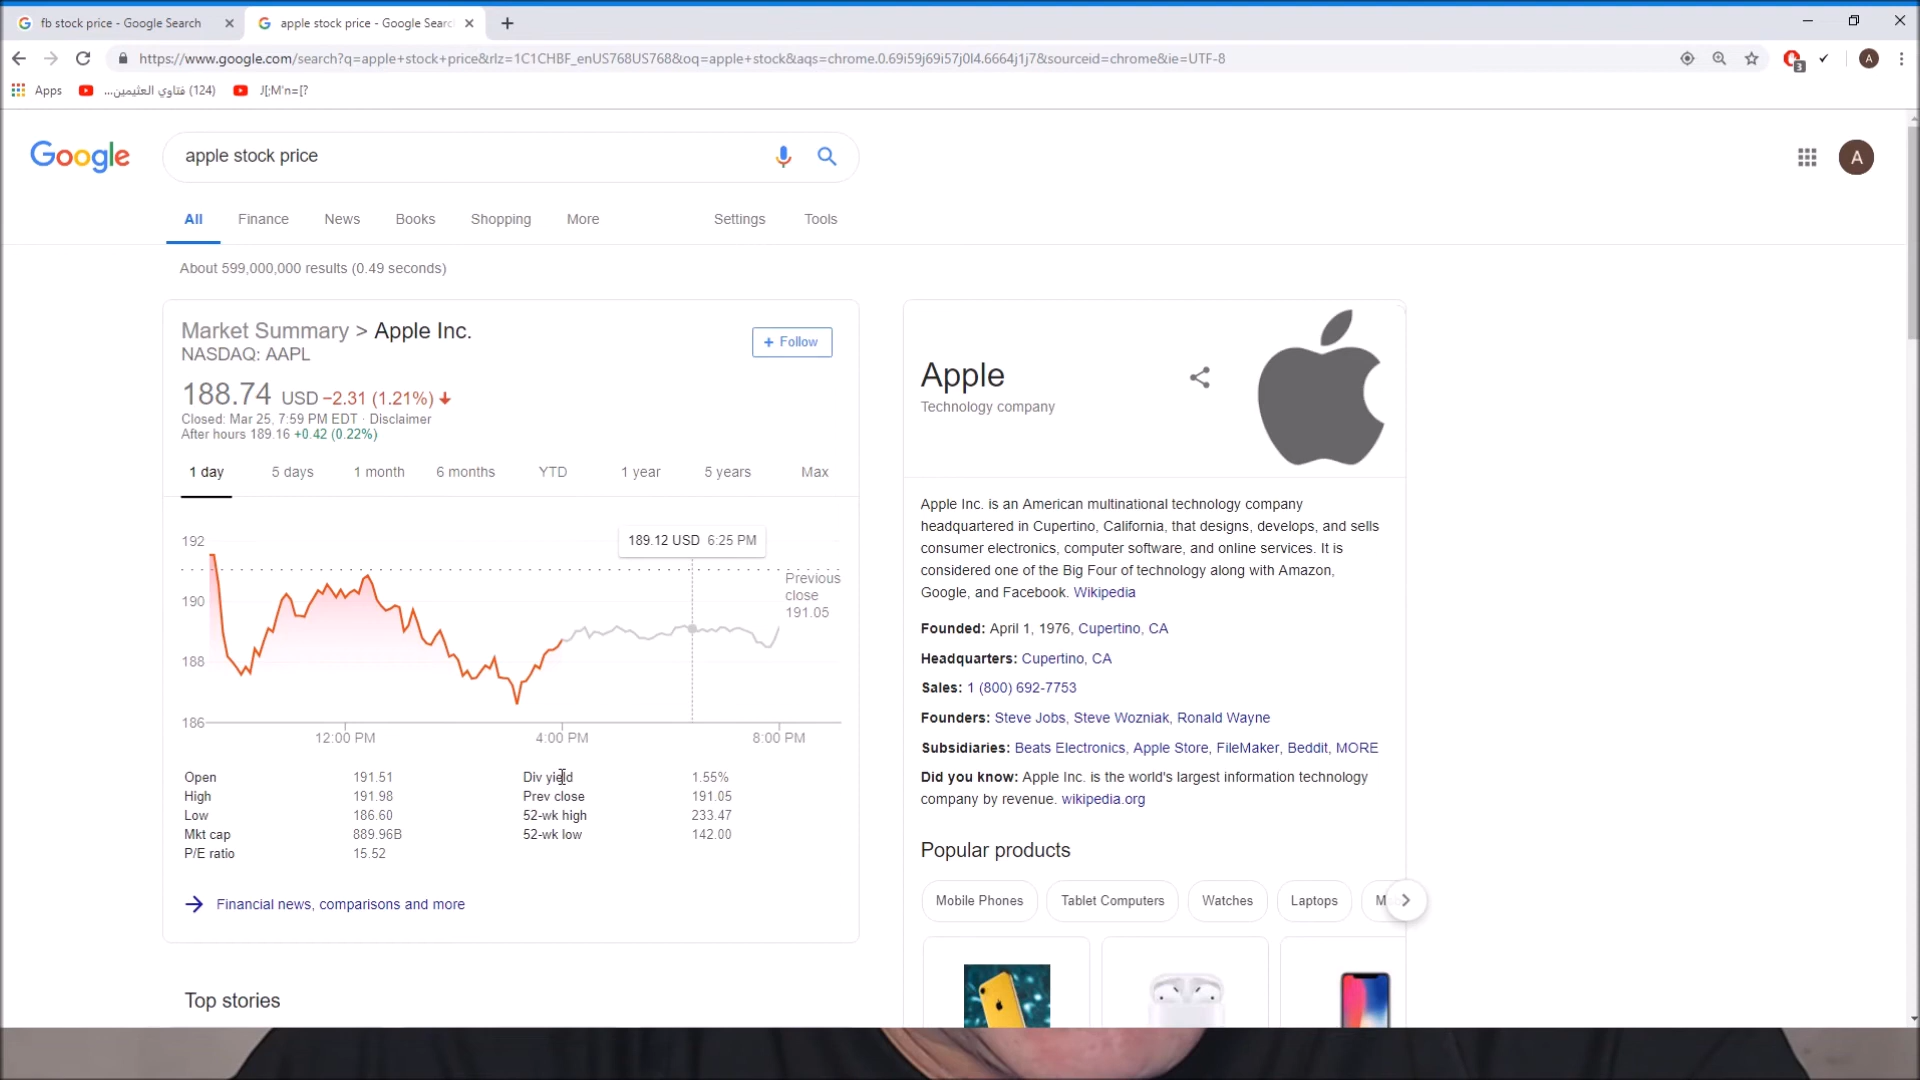 fb stock price - Google Search
apple stock price - Google Searc
https://www.google.com/search?q=apple+stock+price&rlz=1C1CHBF_enUS768US768&oq=apple+stock&aqs=chrome.0.69i59j69i57j0l4.6664j1j7&sourceid=chrome&ie=UTF-8
3
A
Apps
(124) فتاوي العثيمين...
J[;M'n=[?
Google
apple stock price
A
All Finance News Books Shopping More Settings Tools
About 599,000,000 results (0.49 seconds)
Market Summary > Apple Inc.
NASDAQ: AAPL
+ Follow
188.74 USD −2.31 (1.21%)
Closed: Mar 25, 7:59 PM EDT · Disclaimer
After hours 189.16 +0.42 (0.22%)
1 day 5 days 1 month 6 months YTD 1 year 5 years Max
189.12 USD 6:25 PM
192
190
188
186
Previous
close
191.05
12:00 PM 4:00 PM 8:00 PM
Open 191.51 Div yield 1.55%
High 191.98 Prev close 191.05
Low 186.60 52-wk high 233.47
Mkt cap 889.96B 52-wk low 142.00
P/E ratio 15.52
Financial news, comparisons and more
Top stories
Apple
Technology company
Apple Inc. is an American multinational technology company
headquartered in Cupertino, California, that designs, develops, and sells
consumer electronics, computer software, and online services. It is
considered one of the Big Four of technology along with Amazon,
Google, and Facebook. Wikipedia
Founded: April 1, 1976, Cupertino, CA
Headquarters: Cupertino, CA
Sales: 1 (800) 692-7753
Founders: Steve Jobs, Steve Wozniak, Ronald Wayne
Subsidiaries: Beats Electronics, Apple Store, FileMaker, Beddit, MORE
Did you know: Apple Inc. is the world's largest information technology
company by revenue. wikipedia.org
Popular products
Mobile Phones Tablet Computers Watches Laptops